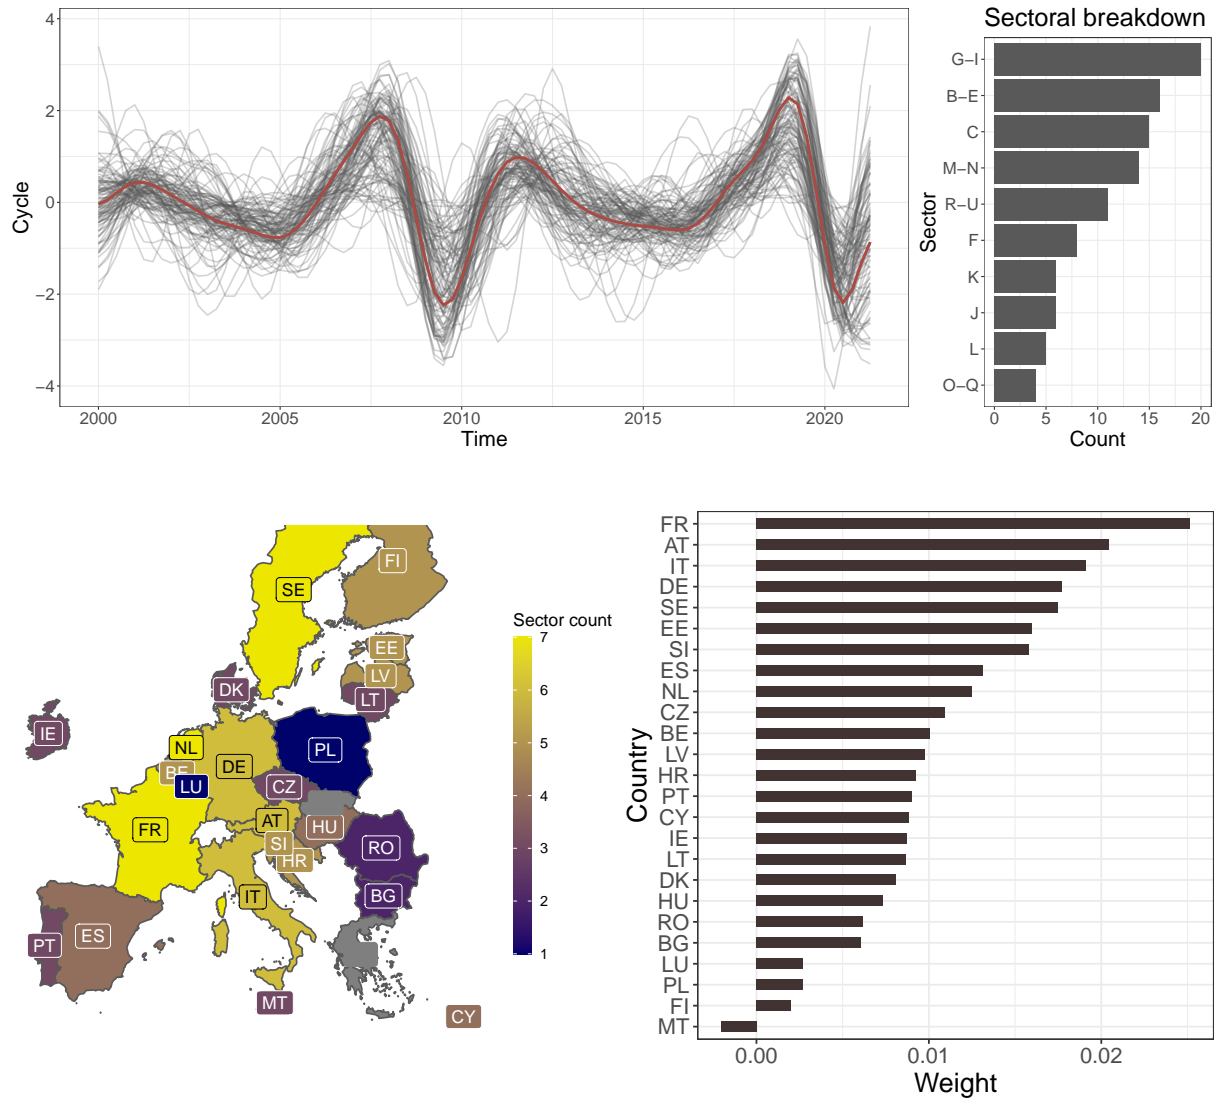 Sectoral breakdown
4
2
0
−2
−4
Cycle
2000
2005
2010
2015
2020
Time
G−I
B−E
C
M−N
R−U
F
K
J
L
O−Q
Sector
0
5
10
15
20
Count
SE
FI
EE
LV
LT
DK
IE
NL
BE
LU
DE
PL
CZ
FR
AT
HU
SI
HR
RO
IT
BG
PT
ES
MT
CY
Sector count
7
6
5
4
3
2
1
FR
AT
IT
DE
SE
EE
SI
ES
NL
CZ
BE
LV
HR
PT
CY
IE
LT
DK
HU
RO
BG
LU
PL
FI
MT
Country
0.00
0.01
0.02
Weight